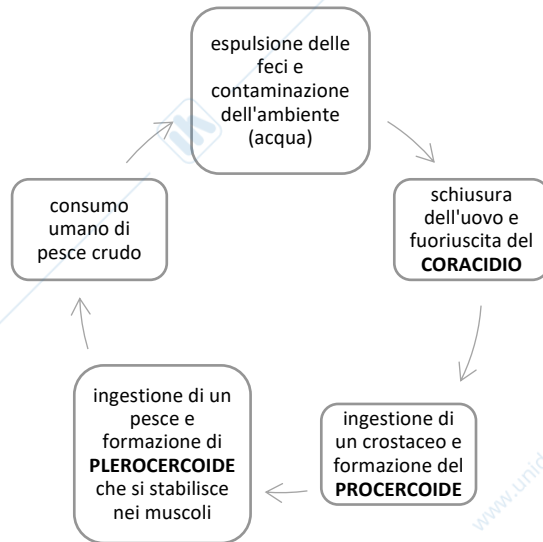 espulsione delle
feci e
contaminazione
dell'ambiente
(acqua)
schiusura
dell'uovo e
fuoriuscita del
CORACIDIO
ingestione di
un crostaceo e
formazione del
PROCERCOIDE
ingestione di un
pesce e
formazione di
PLEROCERCOIDE
che si stabilisce
nei muscoli
consumo
umano di
pesce crudo